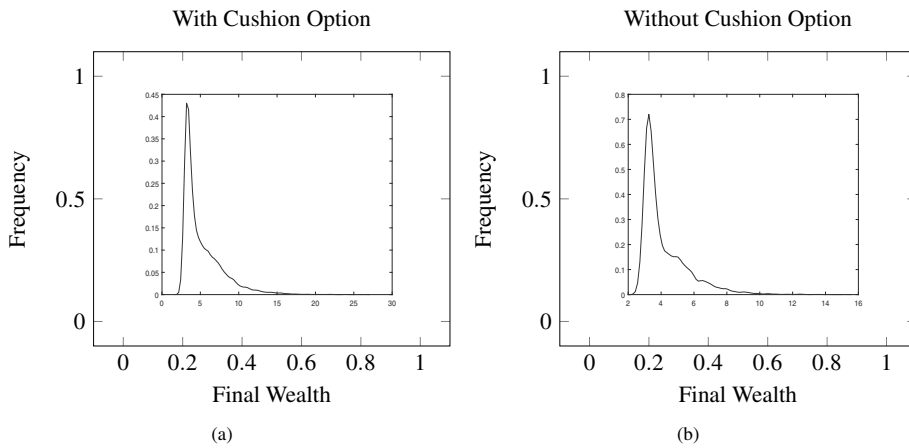 With Cushion Option
Without Cushion Option
1
0.5
0
Frequency
0.45
0.4
0.35
0.3
0.25
0.2
0.15
0.1
0.05
0
0 5 10 15 20 25 30
0 0.2 0.4 0.6 0.8 1
Final Wealth
(a)
1
0.5
0
Frequency
0.8
0.7
0.6
0.5
0.4
0.3
0.2
0.1
0
2 4 6 8 10 12 14 16
0 0.2 0.4 0.6 0.8 1
Final Wealth
(b)